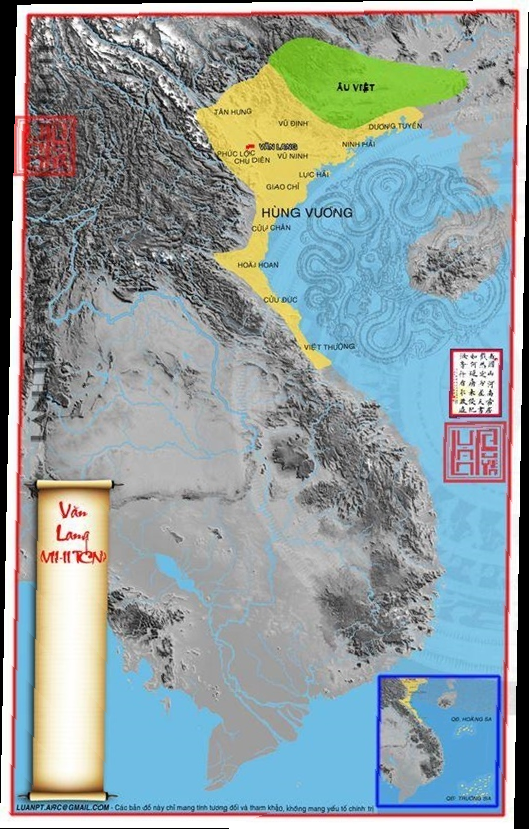 ÂU VIỆT
TÂN HƯNG
VŨ ĐỊNH
DƯƠNG TUYỀN
VĂN LANG
NINH HẢI
PHÚC LỘC
CHU DIÊN
VŨ NINH
LỤC HẢI
GIAO CHỈ
HÙNG VƯƠNG
CỬU CHÂN
HOÀI HOAN
CỬU ĐỨC
VIỆT THƯỜNG
Văn
Lang
(VII-II TCN)
QĐ. HOÀNG SA
QĐ. TRƯỜNG SA
LUANPT.ARC@GMAIL.COM - Các bản đồ này chỉ mang tính tương đối và tham khảo, không mang yếu tố chính trị